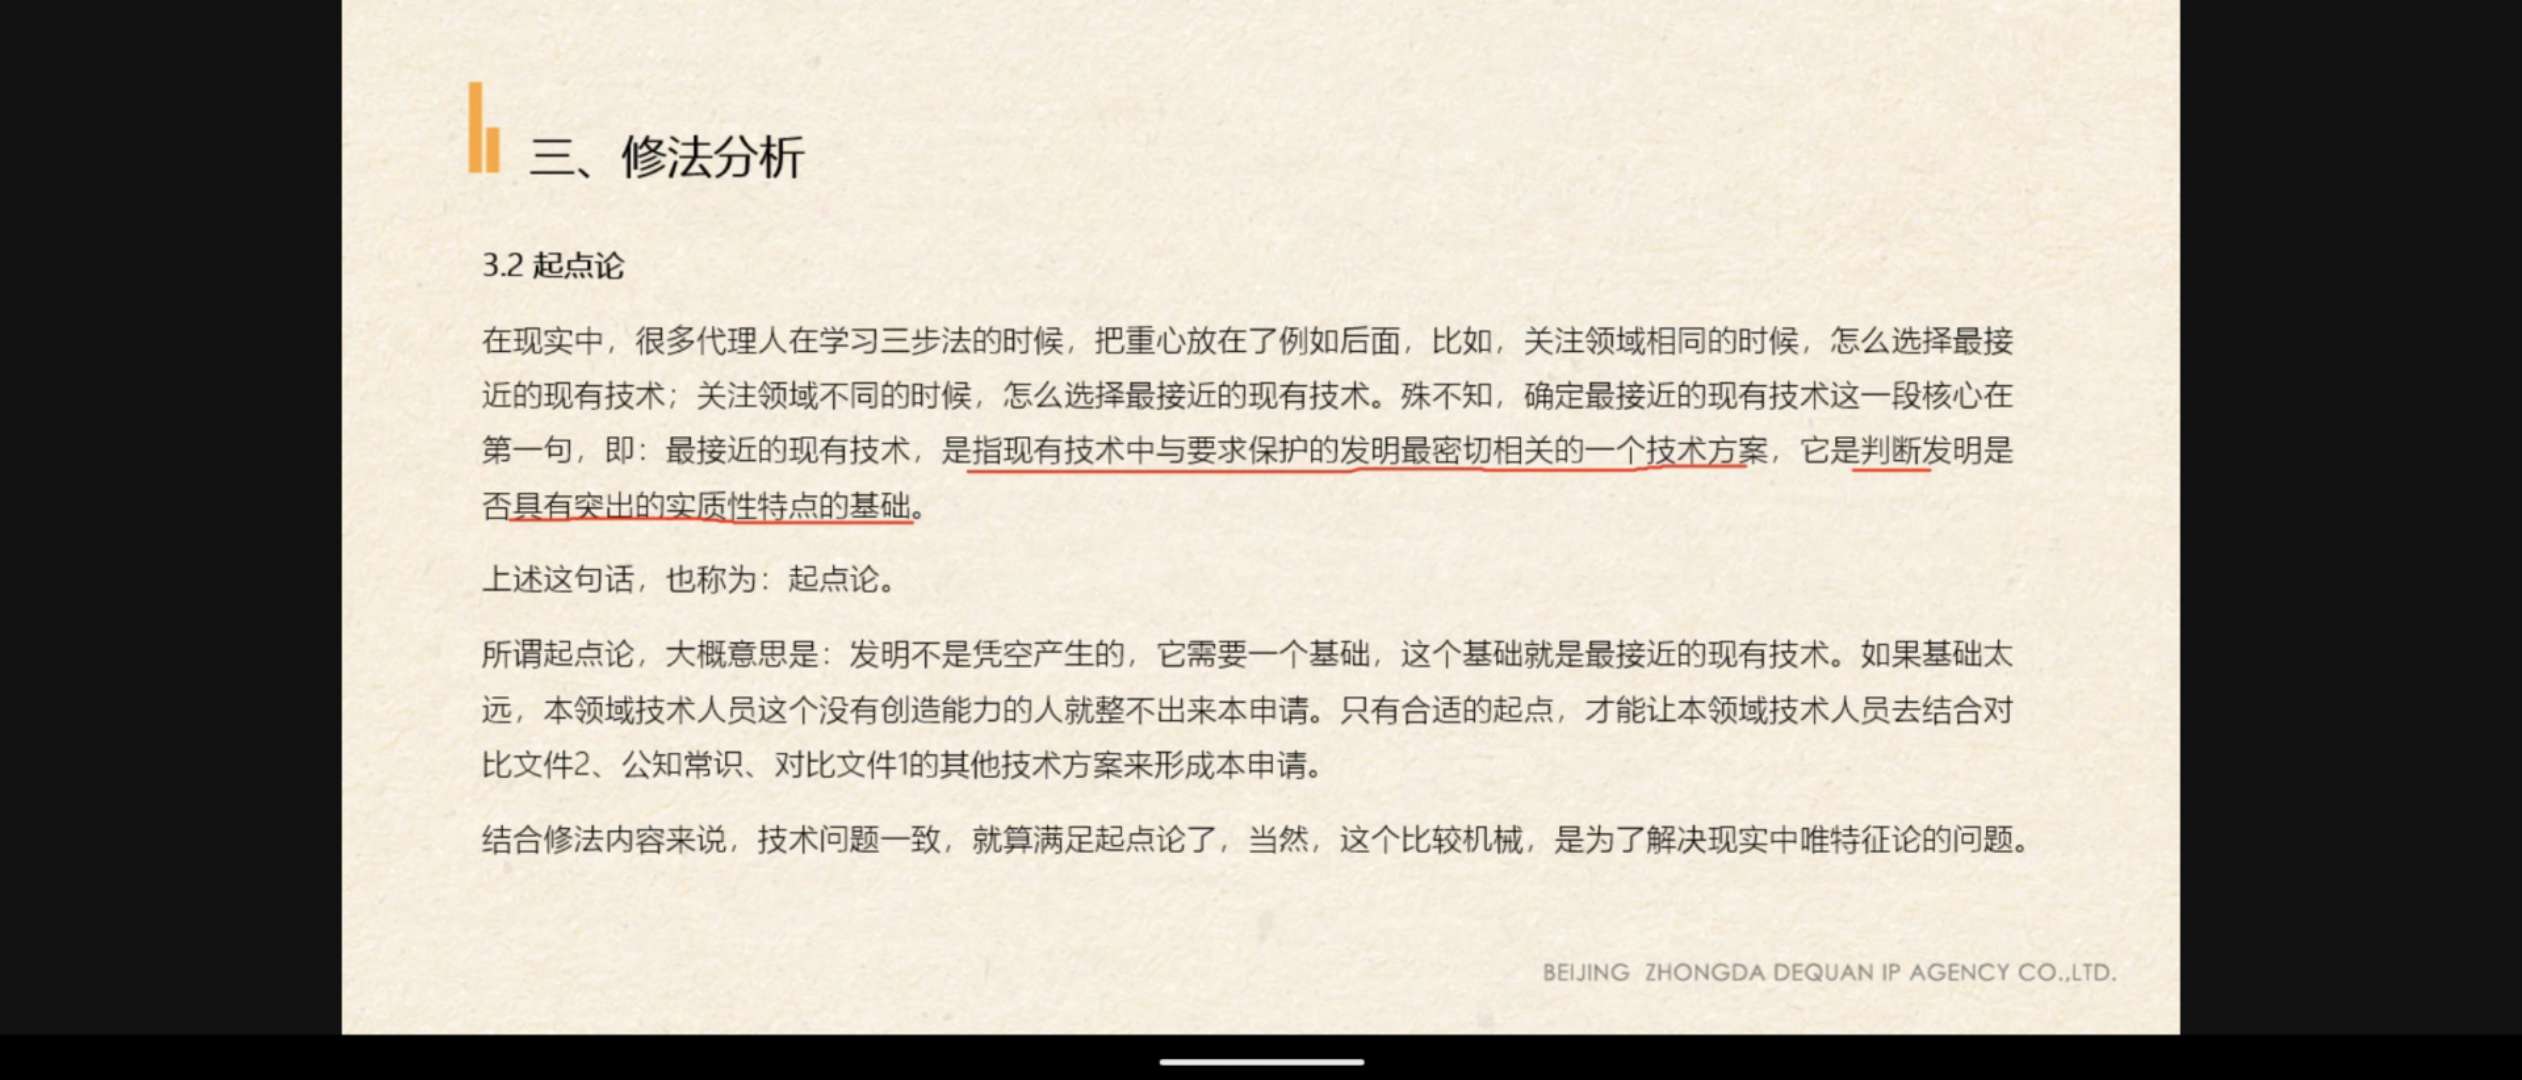 三、修法分析
3.2 起点论
在现实中，很多代理人在学习三步法的时候，把重心放在了例如后面，比如，关注领域相同的时候，怎么选择最接
近的现有技术；关注领域不同的时候，怎么选择最接近的现有技术。殊不知，确定最接近的现有技术这一段核心在
第一句，即：最接近的现有技术，是指现有技术中与要求保护的发明最密切相关的一个技术方案，它是判断发明是
否具有突出的实质性特点的基础。
上述这句话，也称为：起点论。
所谓起点论，大概意思是：发明不是凭空产生的，它需要一个基础，这个基础就是最接近的现有技术。如果基础太
远，本领域技术人员这个没有创造能力的人就整不出来本申请。只有合适的起点，才能让本领域技术人员去结合对
比文件2、公知常识、对比文件1的其他技术方案来形成本申请。
结合修法内容来说，技术问题一致，就算满足起点论了，当然，这个比较机械，是为了解决现实中唯特征论的问题。
BEIJING ZHONGDA DEQUAN IP AGENCY CO.,LTD.